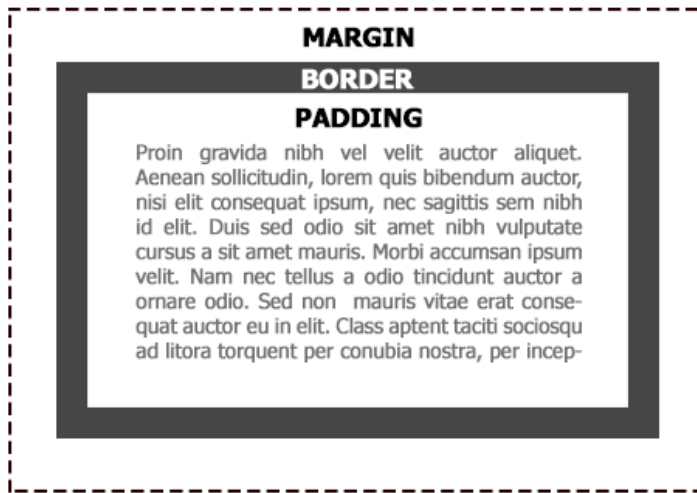 MARGIN
BORDER
PADDING
Proin gravida nibh vel velit auctor aliquet.
Aenean sollicitudin, lorem quis bibendum auctor,
nisi elit consequat ipsum, nec sagittis sem nibh
id elit. Duis sed odio sit amet nibh vulputate
cursus a sit amet mauris. Morbi accumsan ipsum
velit. Nam nec tellus a odio tincidunt auctor a
ornare odio. Sed non mauris vitae erat conse-
quat auctor eu in elit. Class aptent taciti sociosqu
ad litora torquent per conubia nostra, per incep-